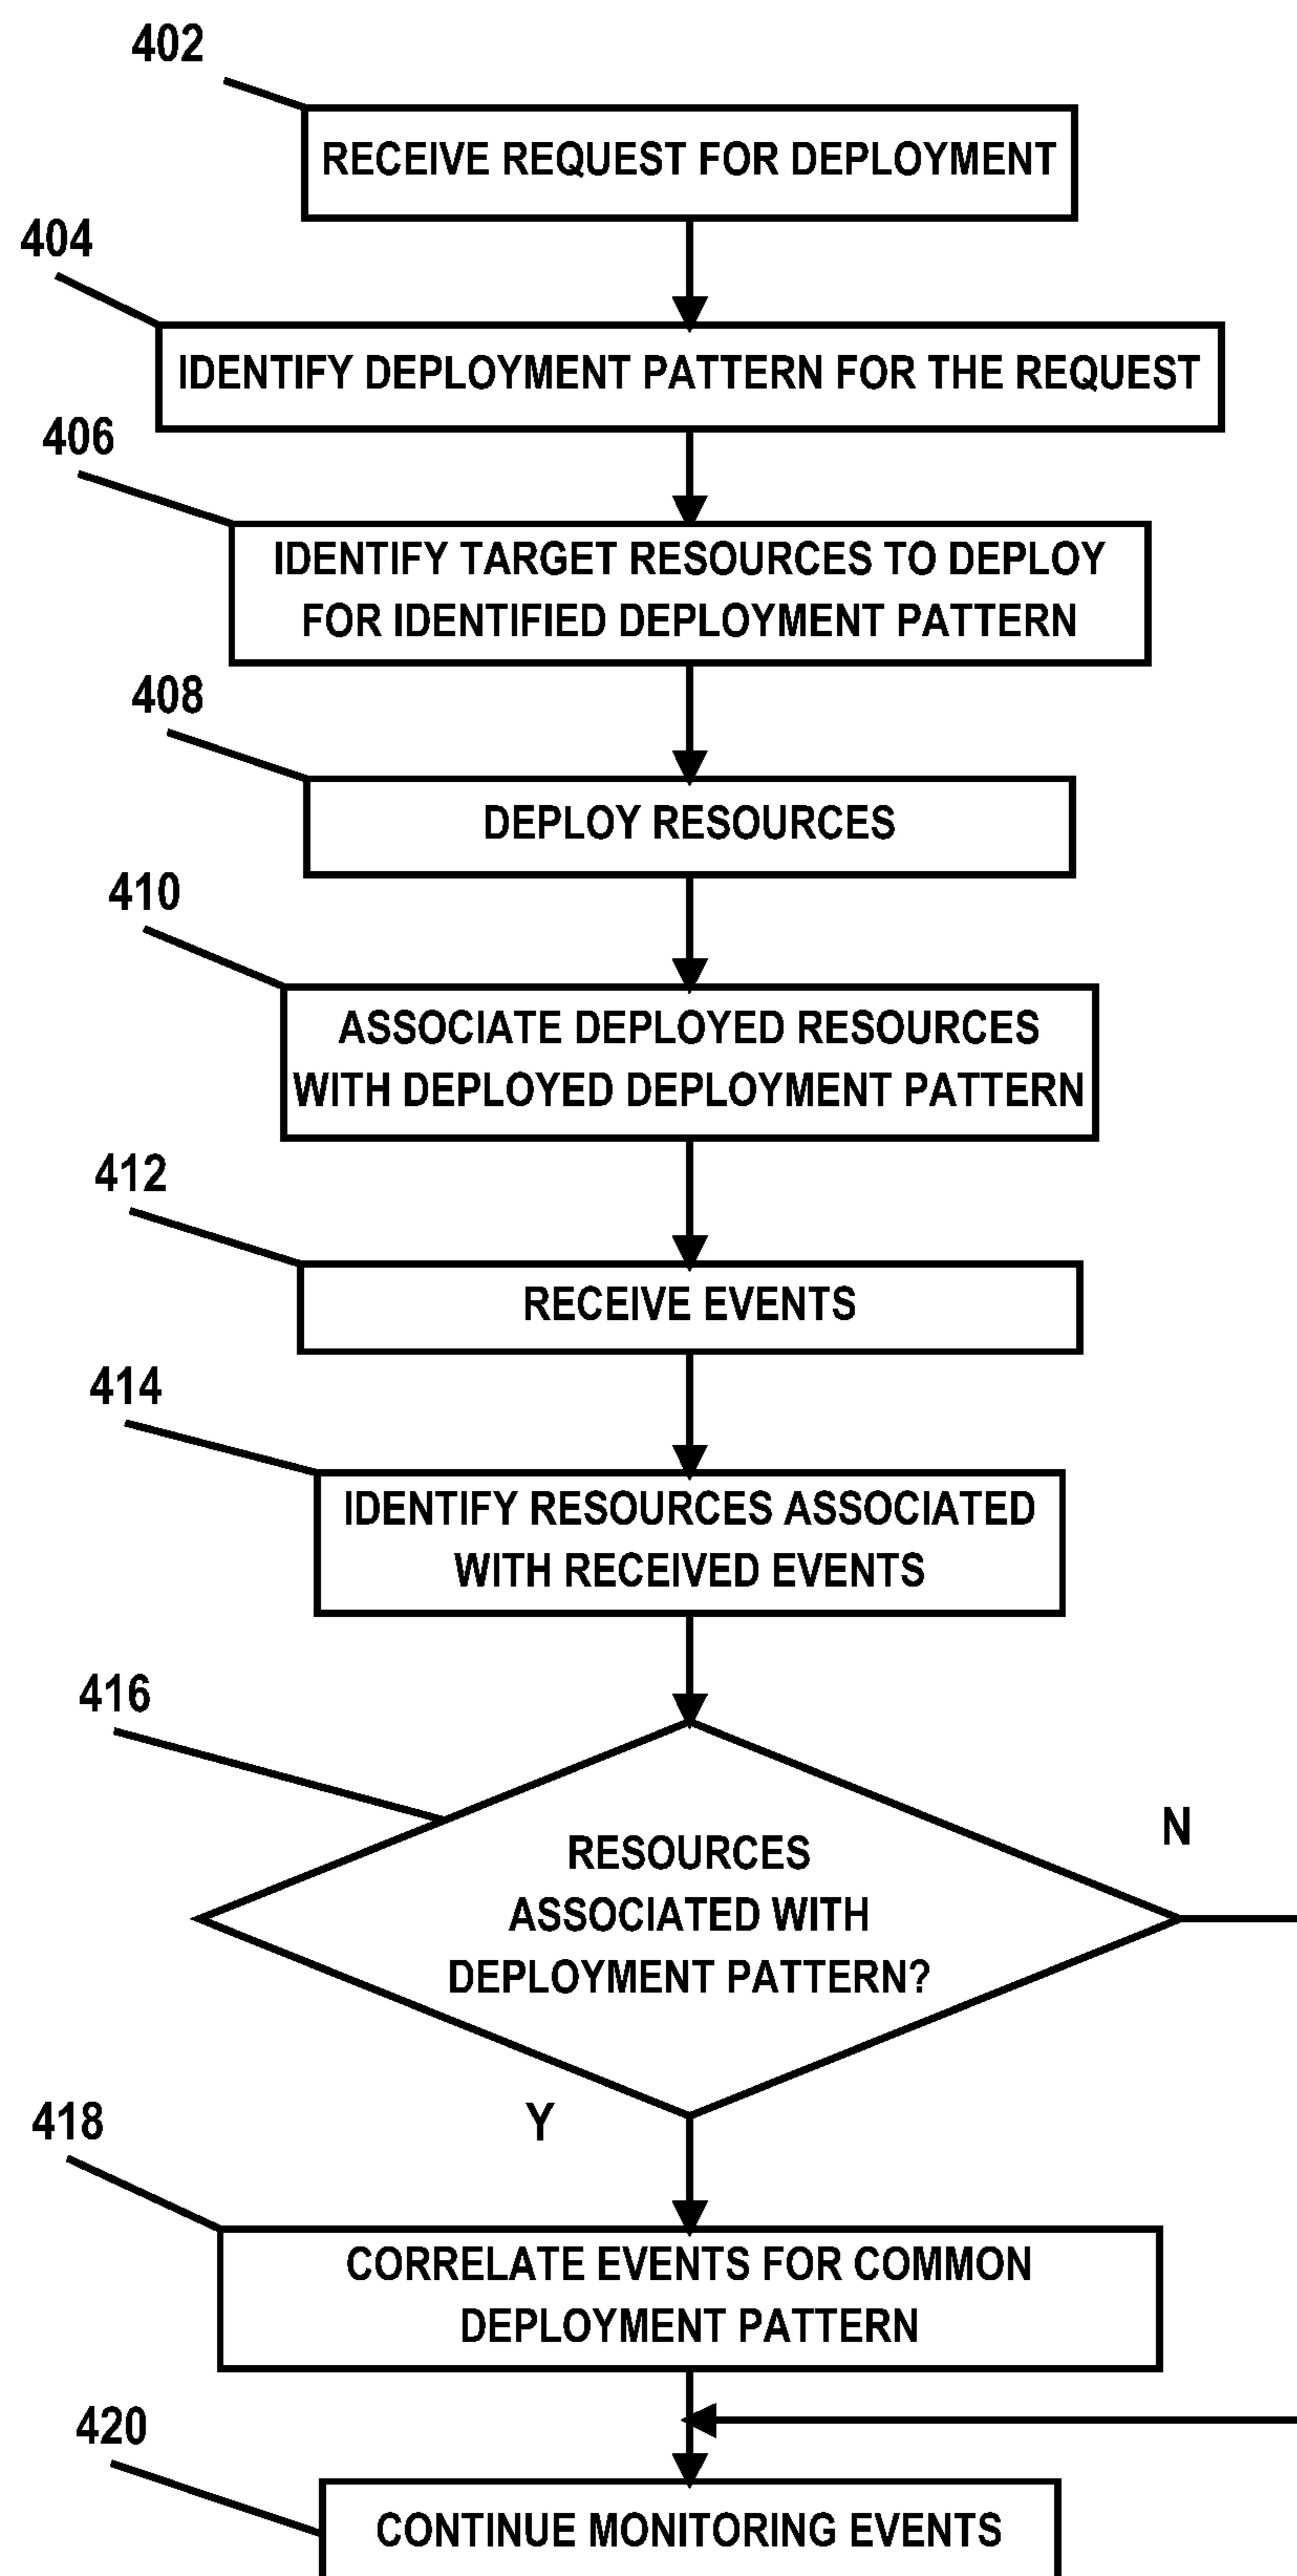 402
RECEIVE REQUEST FOR DEPLOYMENT
404
IDENTIFY DEPLOYMENT PATTERN FOR THE REQUEST
406
IDENTIFY TARGET RESOURCES TO DEPLOY
FOR IDENTIFIED DEPLOYMENT PATTERN
408
DEPLOY RESOURCES
410
ASSOCIATE DEPLOYED RESOURCES
WITH DEPLOYED DEPLOYMENT PATTERN
412
RECEIVE EVENTS
414
IDENTIFY RESOURCES ASSOCIATED
WITH RECEIVED EVENTS
416
N
RESOURCES
ASSOCIATED WITH
DEPLOYMENT PATTERN?
Y
418
CORRELATE EVENTS FOR COMMON
DEPLOYMENT PATTERN
420
CONTINUE MONITORING EVENTS